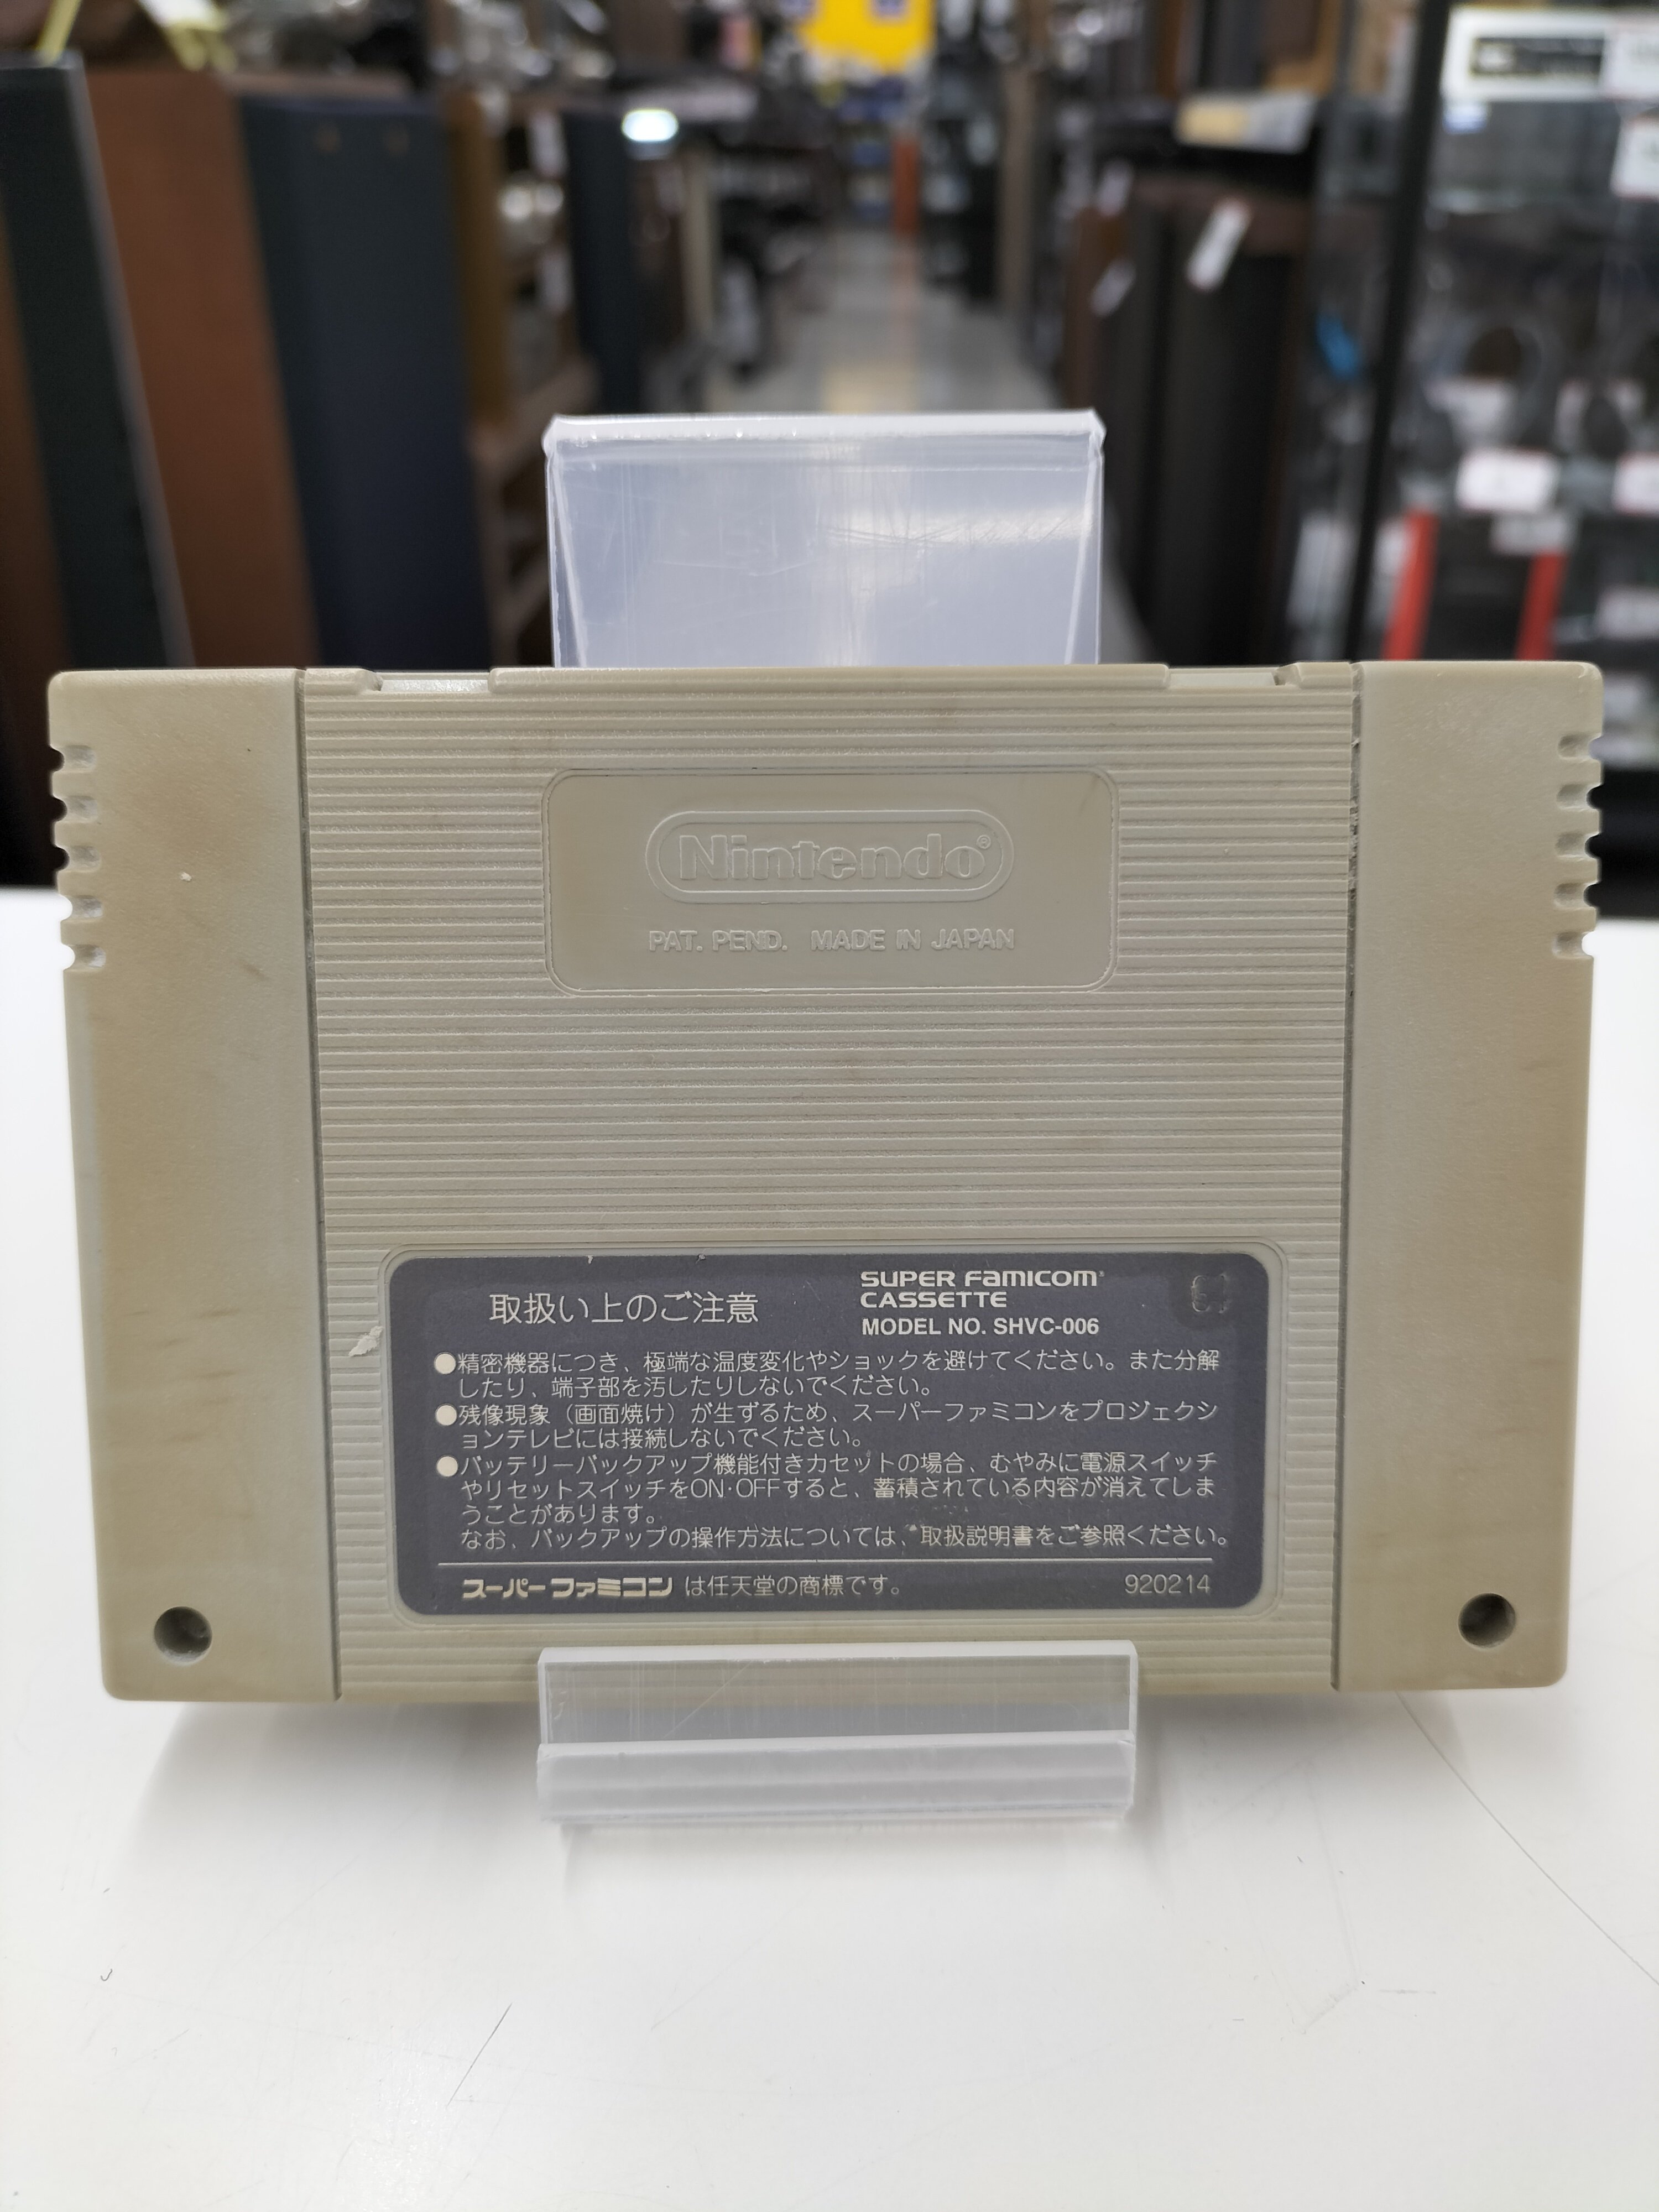 Nintendo®
PAT. PEND. MADE IN JAPAN
取扱い上のご注意
SUPER FAMICOM
CASSETTE
MODEL NO. SHVC-006
●精密機器につき、極端な温度変化やショックを避けてください。また分解
したり、端子部を汚したりしないでください。
●残像現象（画面焼け）が生ずるため、スーパーファミコンをプロジェクシ
ョンテレビには接続しないでください。
●バッテリーバックアップ機能付きカセットの場合、むやみに電源スイッチ
やリセットスイッチをON･OFFすると、蓄積されている内容が消えてしま
うことがあります。
なお、バックアップの操作方法については、取扱説明書をご参照ください。
スーパーファミコン は任天堂の商標です。
920214